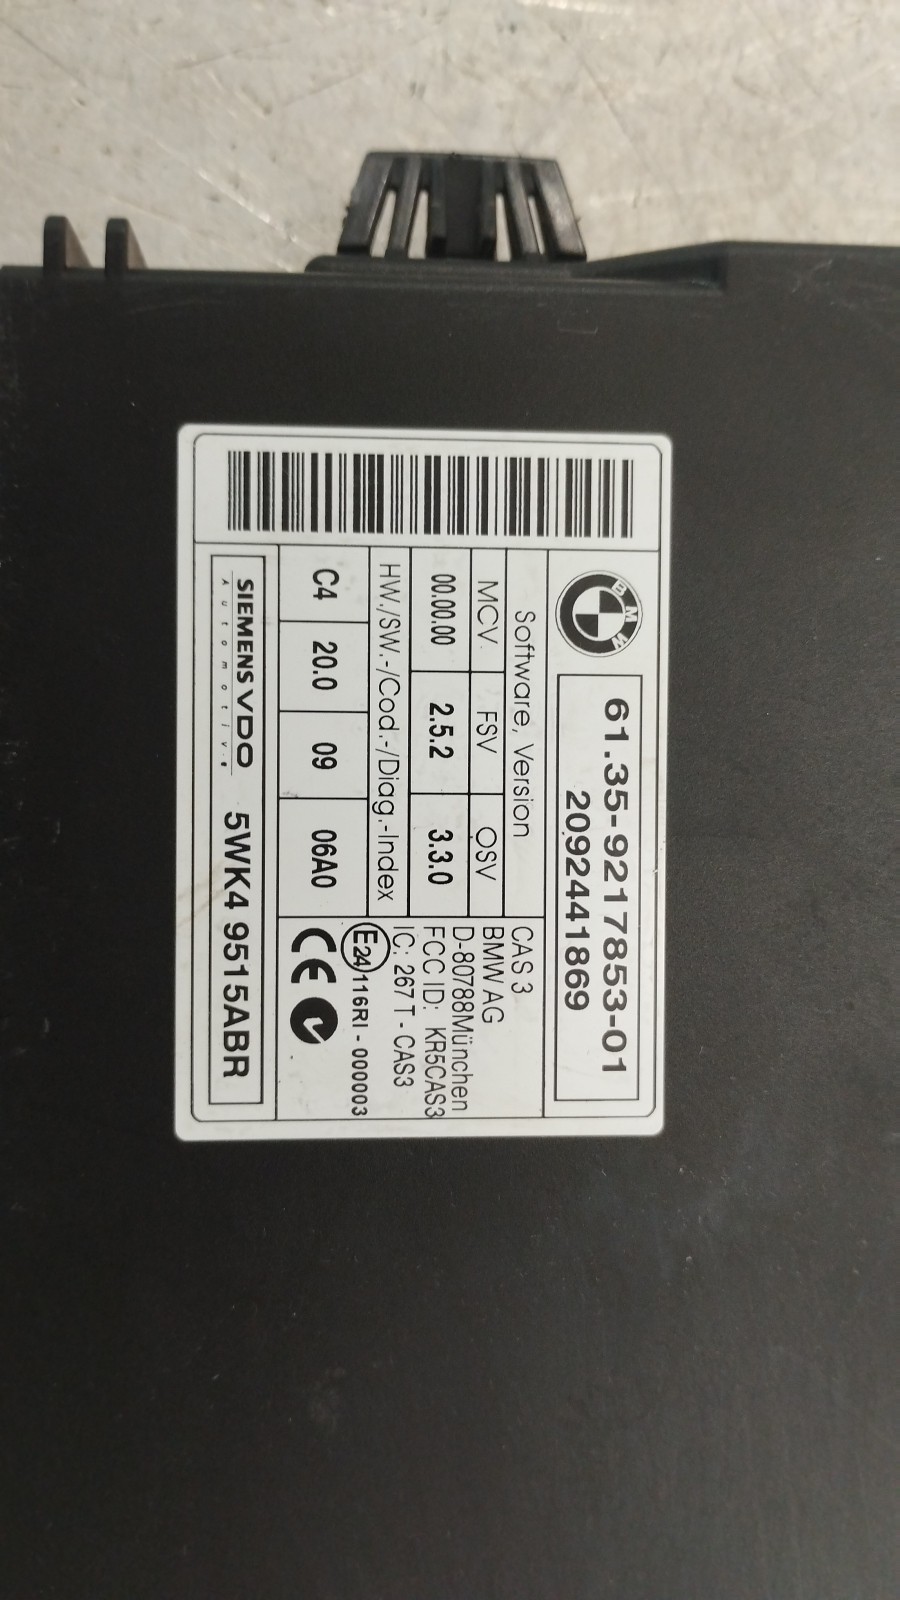 BMW
61.35-9217853-01
2092441869
Software, Version
MCV. FSV QSV
00.00.00 2.5.2 3.3.0
HW./SW.-/Cod.-/Diag.-Index
C4 20.0 09 06A0
CAS 3
BMW AG
D-80788München
FCC ID: KR5CAS3
IC: 267 T - CAS3
E24 116RI - 000003
CE
SIEMENS VDO 5WK4 9515ABR
Automotive